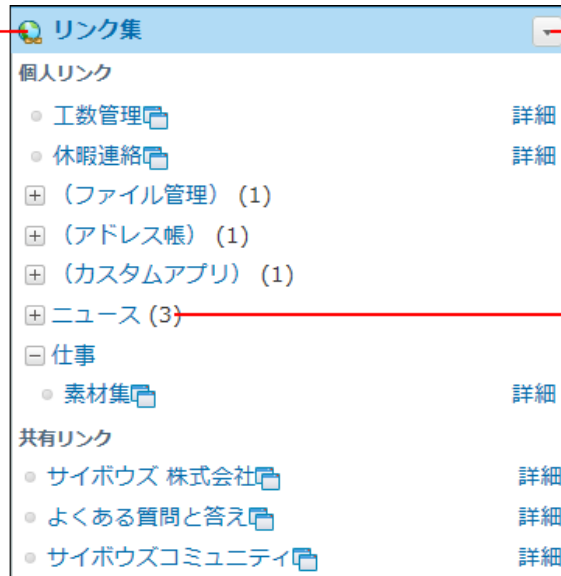 リンク集
個人リンク
工数管理 詳細
休暇連絡 詳細
（ファイル管理） (1)
（アドレス帳） (1)
（カスタムアプリ） (1)
ニュース (3)
仕事
素材集 詳細
共有リンク
サイボウズ 株式会社 詳細
よくある質問と答え 詳細
サイボウズコミュニティ 詳細